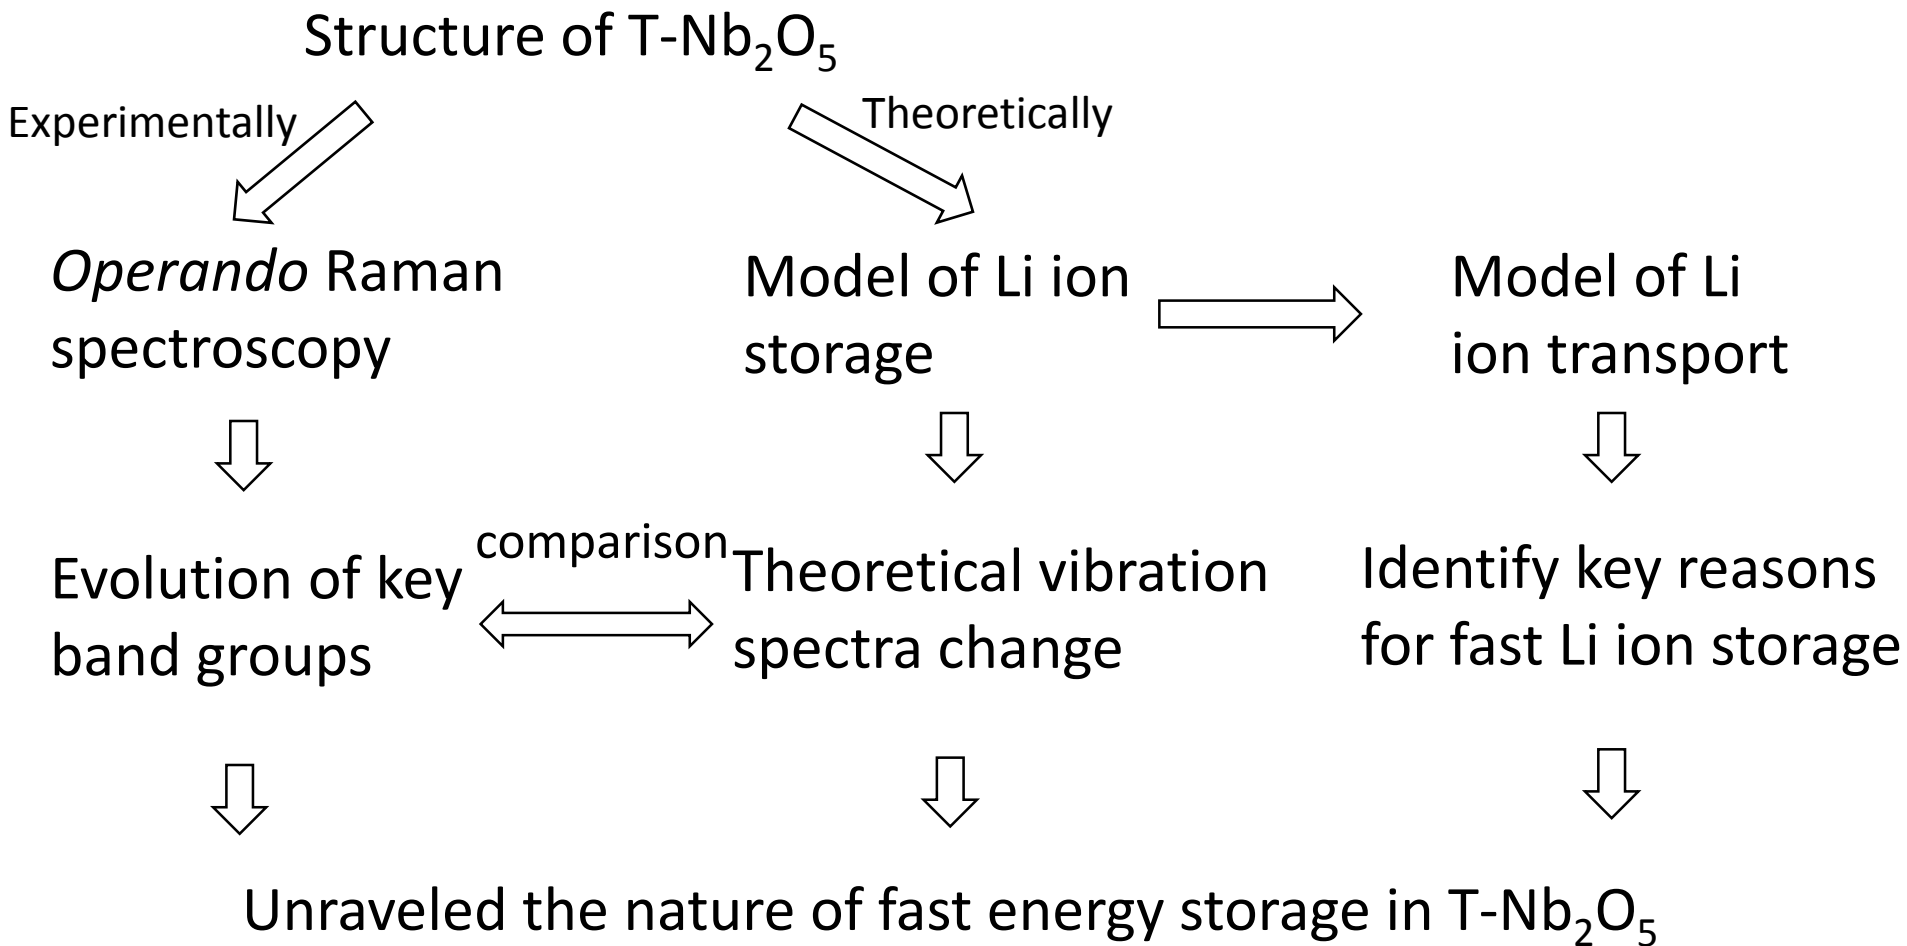 Structure of T-Nb₂O₅
Experimentally
Theoretically
Operando Raman
spectroscopy
Model of Li ion
storage
Model of Li
ion transport
Evolution of key
band groups
comparison
Theoretical vibration
spectra change
Identify key reasons
for fast Li ion storage
Unraveled the nature of fast energy storage in T-Nb₂O₅